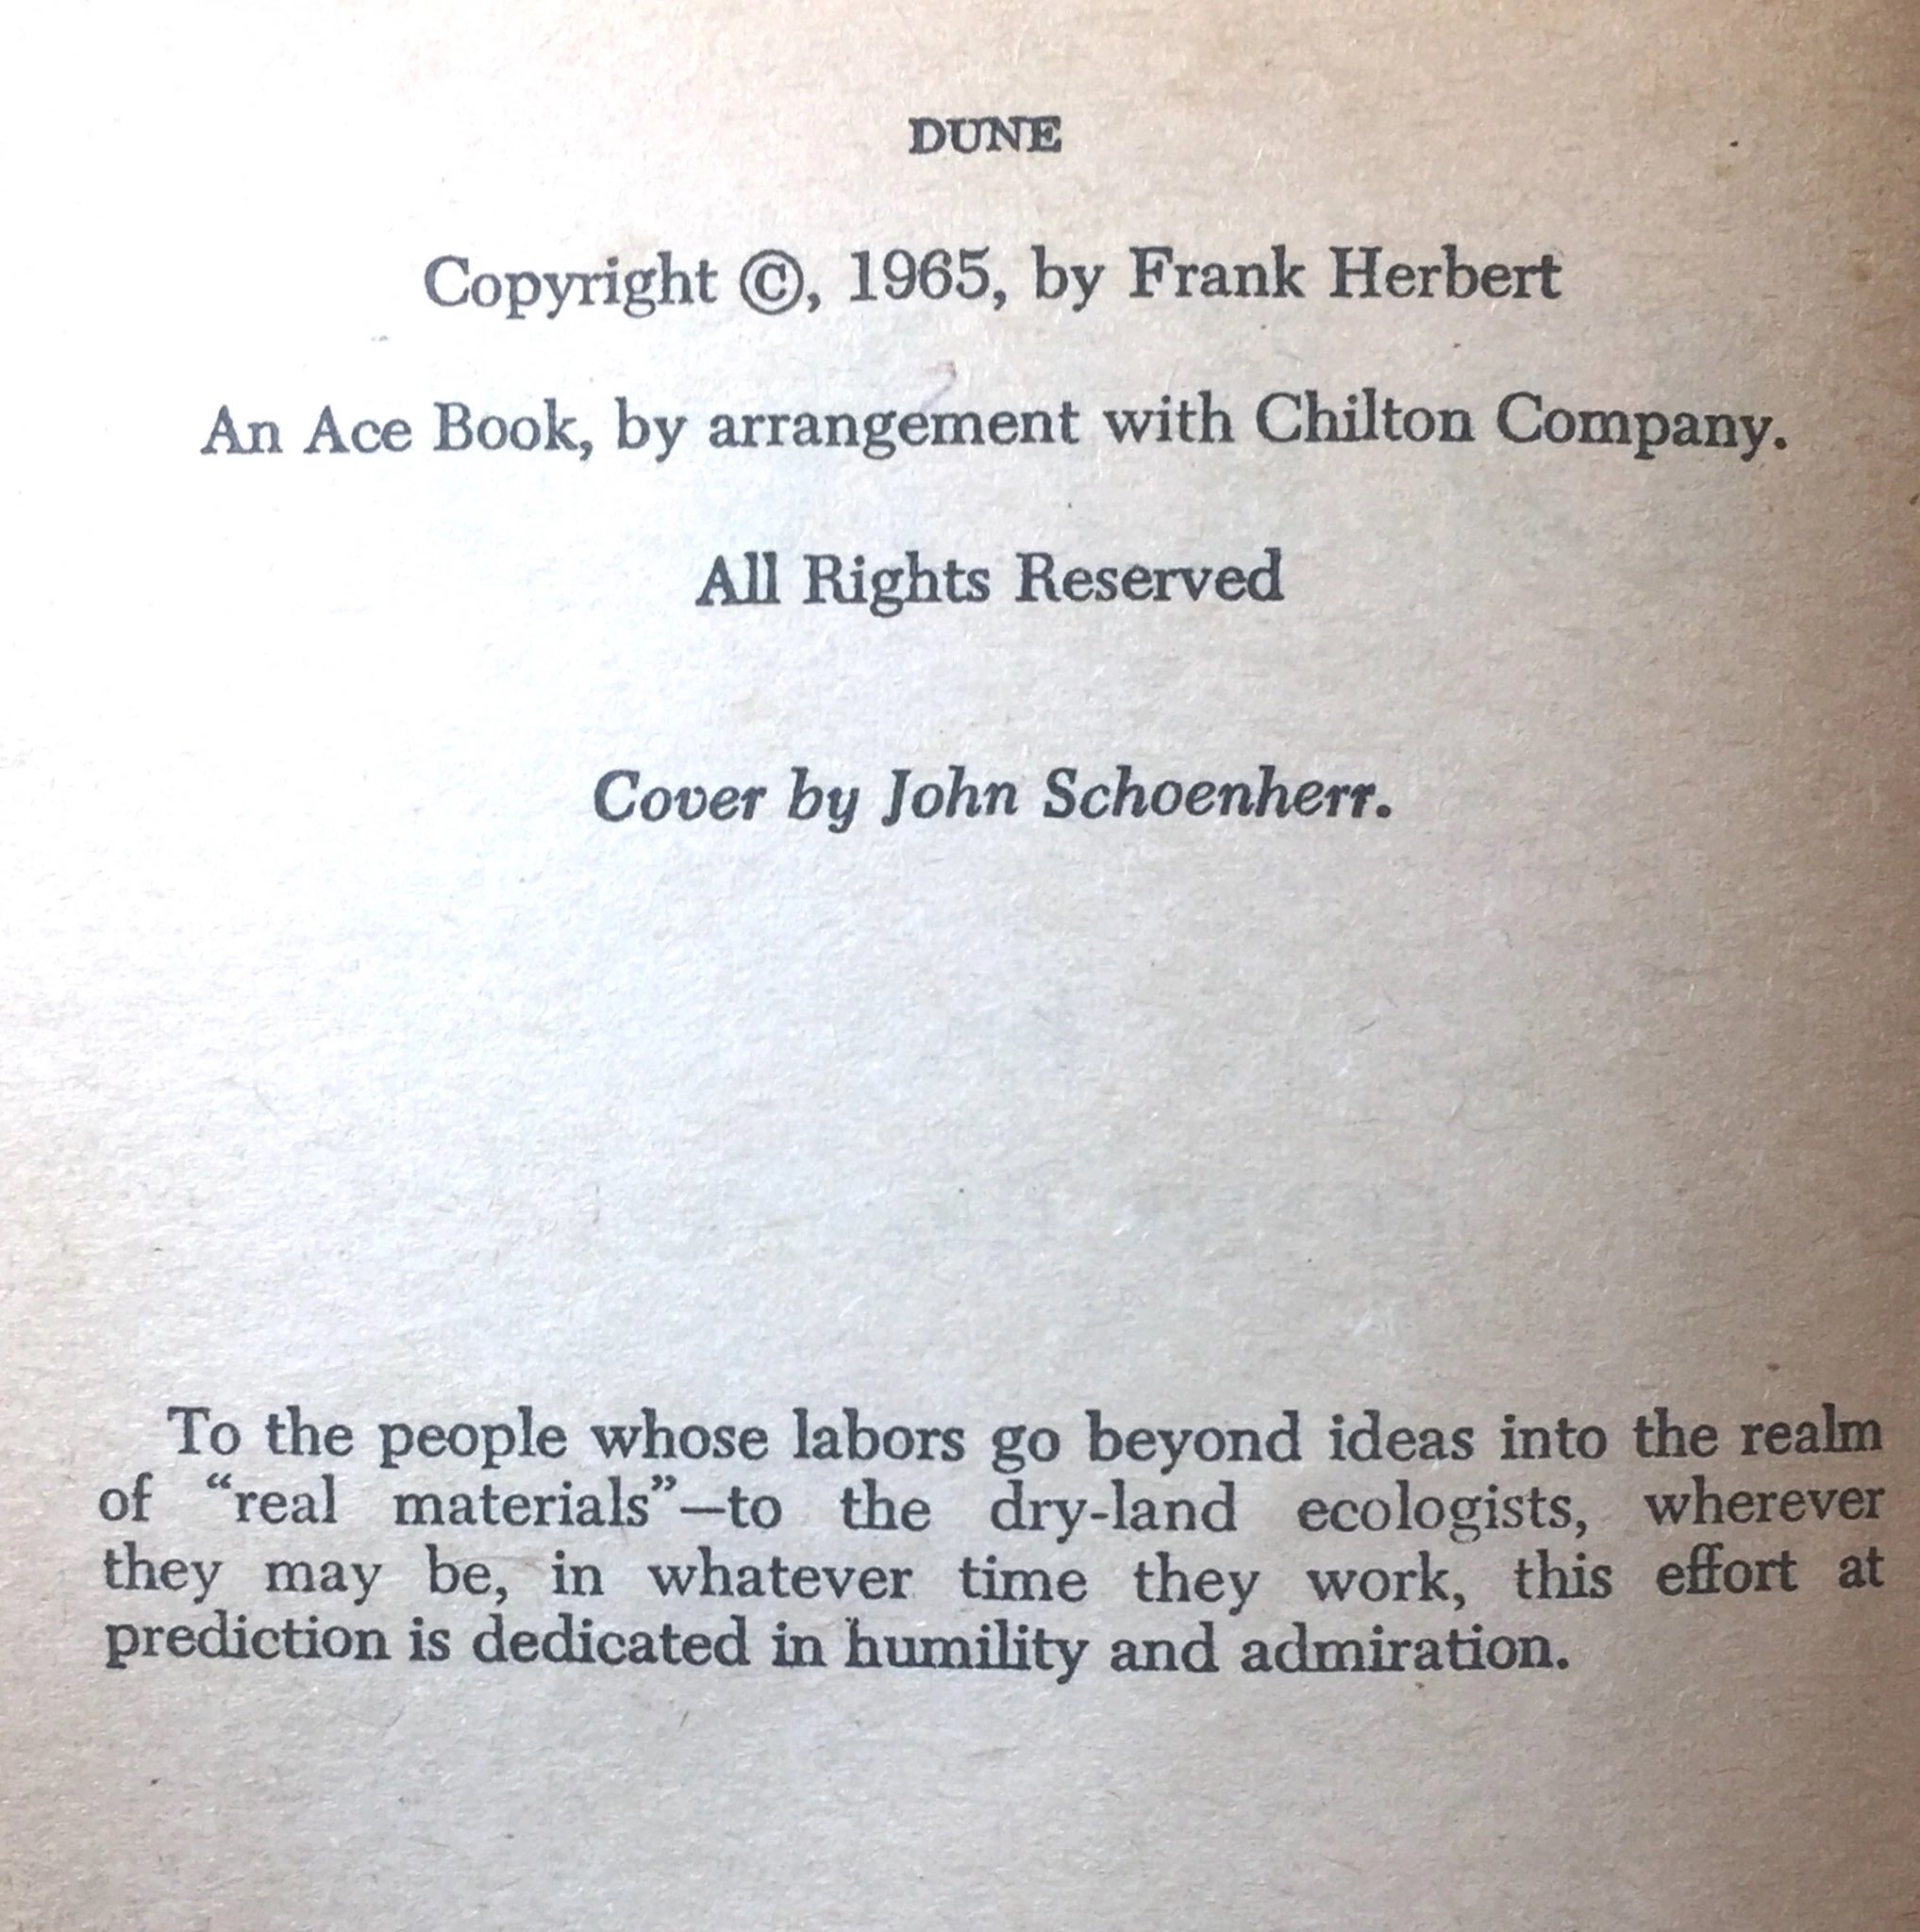 DUNE
Copyright ©, 1965, by Frank Herbert
An Ace Book, by arrangement with Chilton Company.
All Rights Reserved
Cover by John Schoenherr.
To the people whose labors go beyond ideas into the realm
of “real materials”—to the dry-land ecologists, wherever
they may be, in whatever time they work, this effort at
prediction is dedicated in humility and admiration.